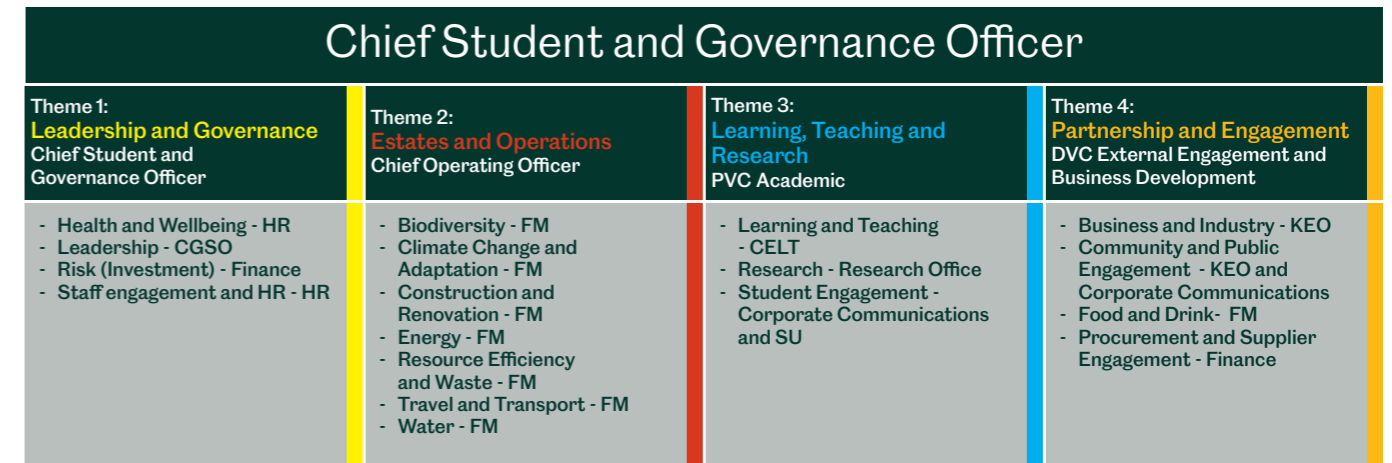 Chief Student and Governance Officer
Theme 1:
Leadership and Governance
Chief Student and
Governance Officer
- Health and Wellbeing - HR
- Leadership - CGSO
- Risk (Investment) - Finance
- Staff engagement and HR - HR
Theme 2:
Estates and Operations
Chief Operating Officer
- Biodiversity - FM
- Climate Change and
Adaptation - FM
- Construction and
Renovation - FM
- Energy - FM
- Resource Efficiency
and Waste - FM
- Travel and Transport - FM
- Water - FM
Theme 3:
Learning, Teaching and
Research
PVC Academic
- Learning and Teaching
- CELT
- Research - Research Office
- Student Engagement -
Corporate Communications
and SU
Theme 4:
Partnership and Engagement
DVC External Engagement and
Business Development
- Business and Industry - KEO
- Community and Public
Engagement - KEO and
Corporate Communications
- Food and Drink- FM
- Procurement and Supplier
Engagement - Finance